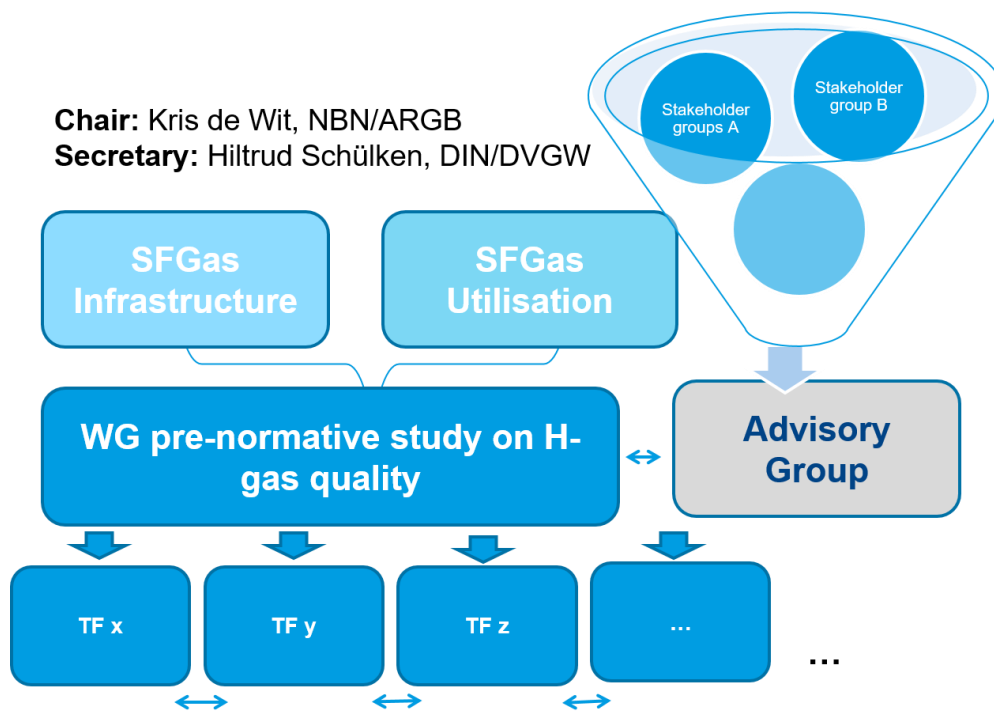 Chair: Kris de Wit, NBN/ARGB
Secretary: Hiltrud Schülken, DIN/DVGW
Stakeholder
groups A
Stakeholder
group B
SFGas
Infrastructure
SFGas
Utilisation
WG pre-normative study on H-
gas quality
Advisory
Group
TF x
TF y
TF z
...
...